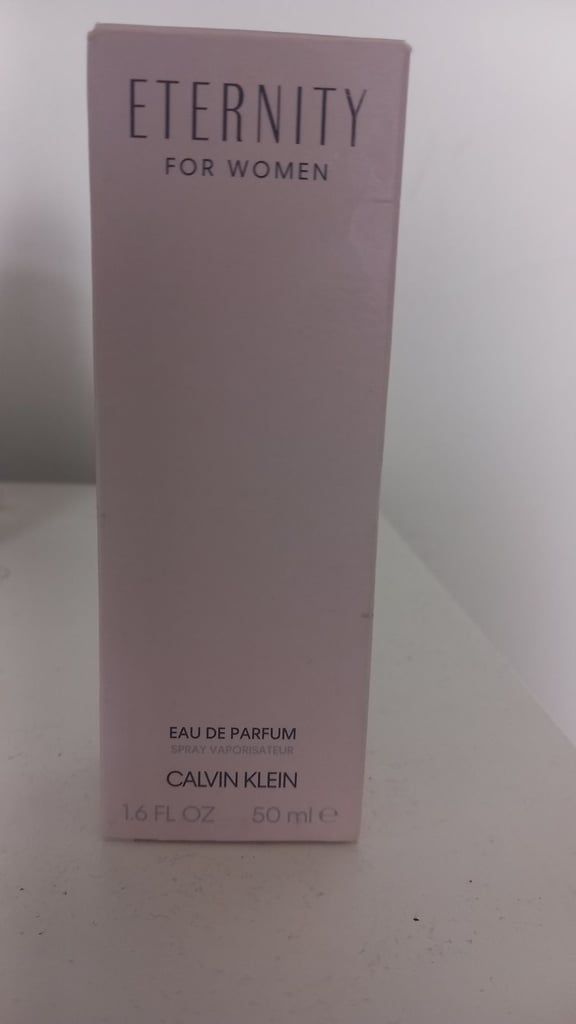 ETERNITY
FOR WOMEN
EAU DE PARFUM
SPRAY VAPORISATEUR
CALVIN KLEIN
1.6 FL OZ 50 ml ℮